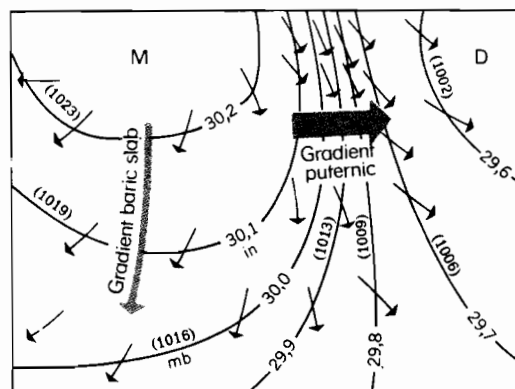 M
D
(1002)
(1023)
30,2
29,6
Gradient baric slab
Gradient
puternic
(1019)
30,1
in
(1013)
(1009)
(1006)
30,0
(1016)
mb
29,9
29,8
29,7